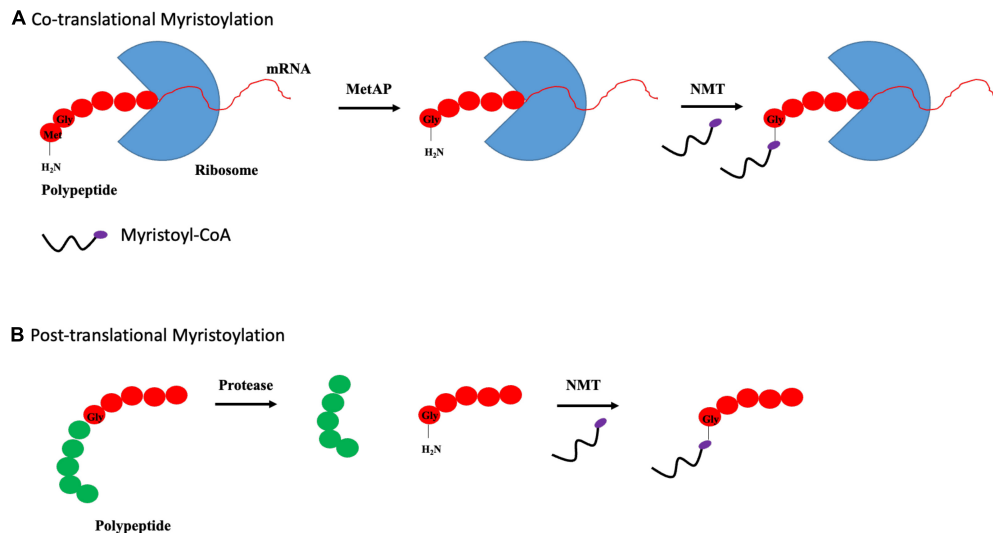 A Co-translational Myristoylation
mRNA
MetAP
NMT
Gly
Met
H₂N
Polypeptide
Ribosome
Gly
H₂N
Gly
Myristoyl-CoA
B Post-translational Myristoylation
Protease
NMT
Gly
Gly
H₂N
Gly
Polypeptide